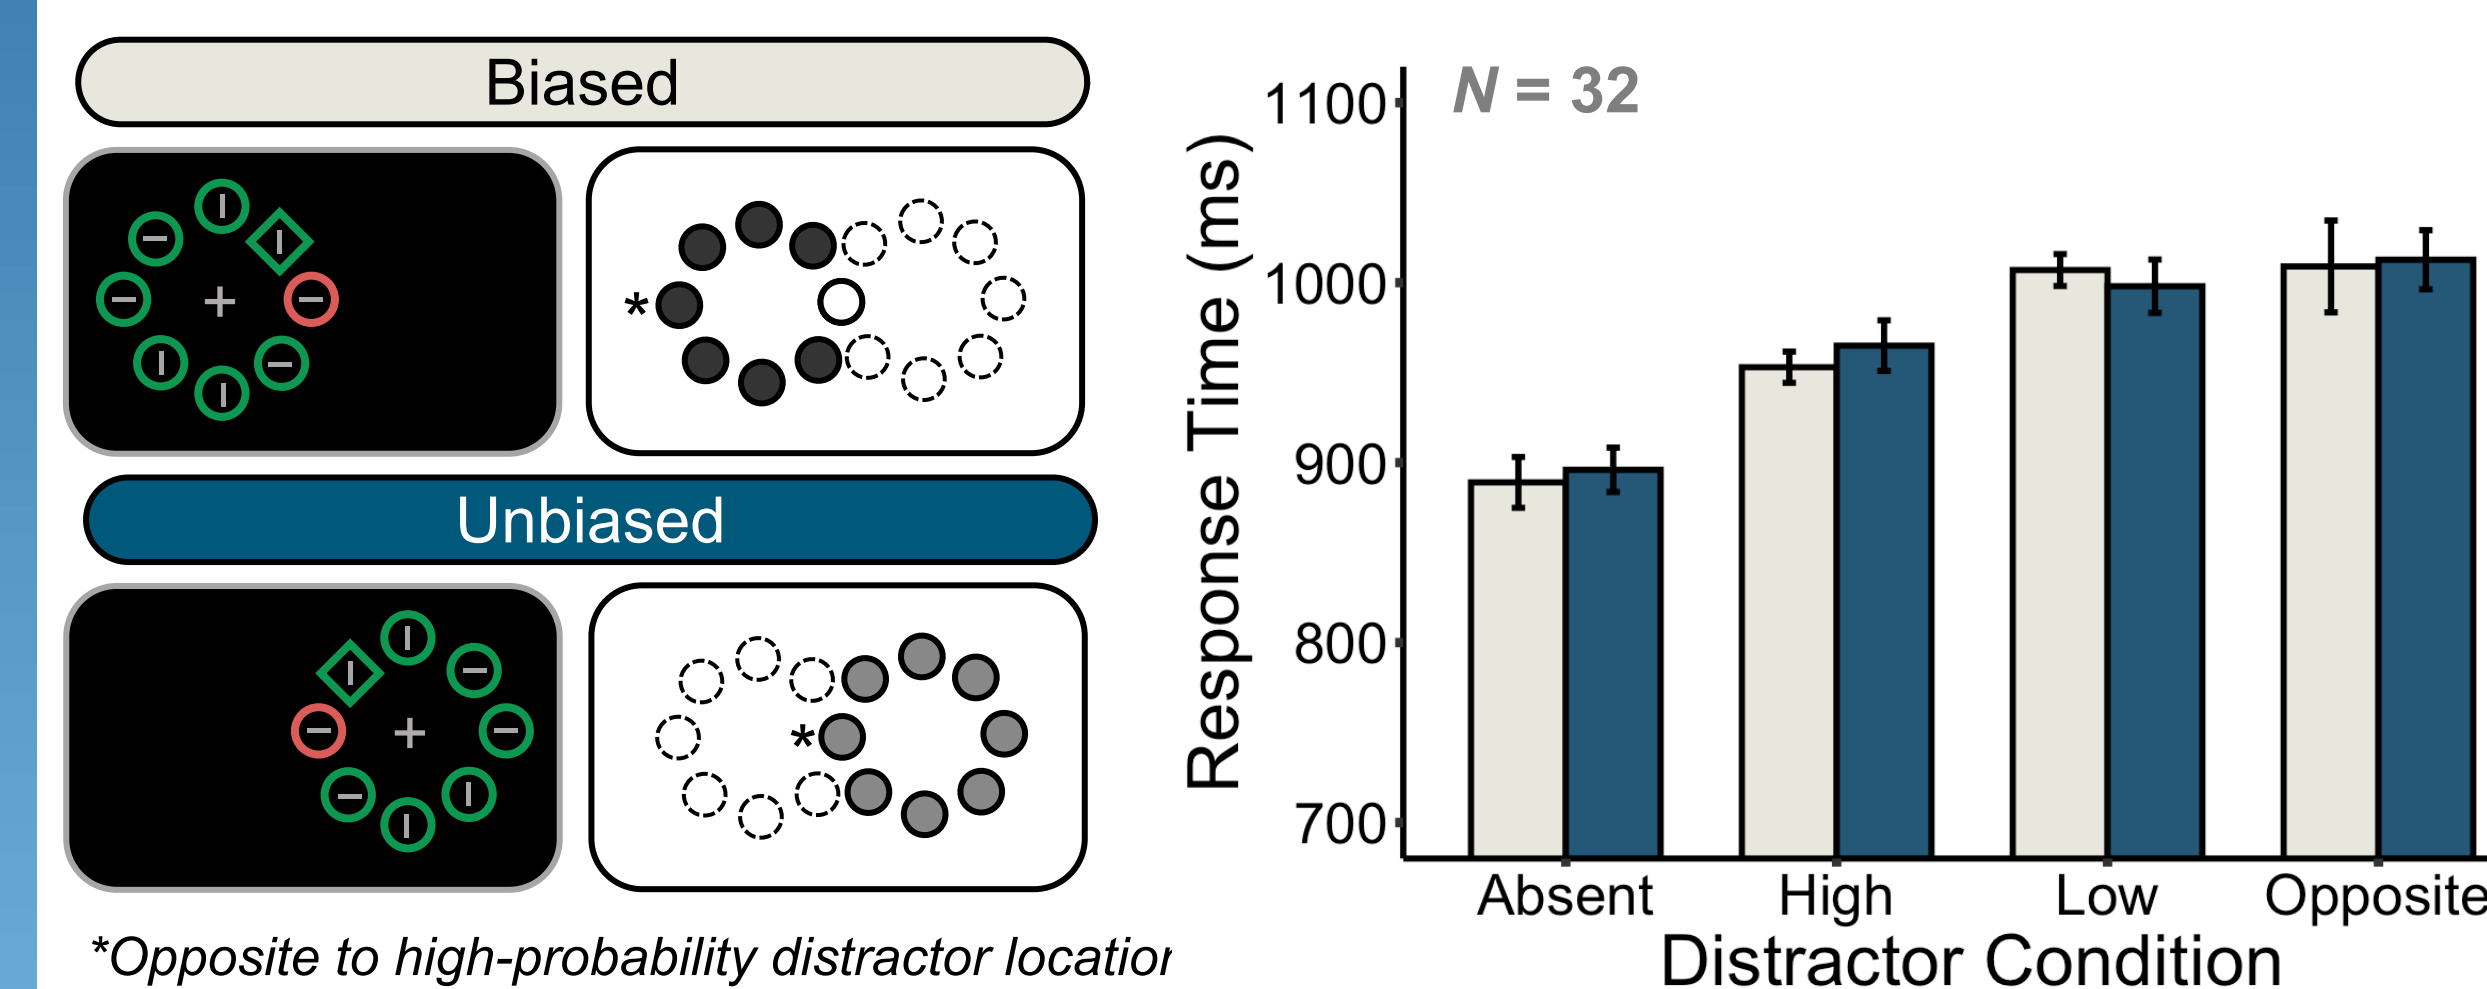 Biased
*
Unbiased
*
*Opposite to high-probability distractor location
N = 32
Response Time (ms)
1100
1000
900
800
700
Absent High Low Opposite
Distractor Condition